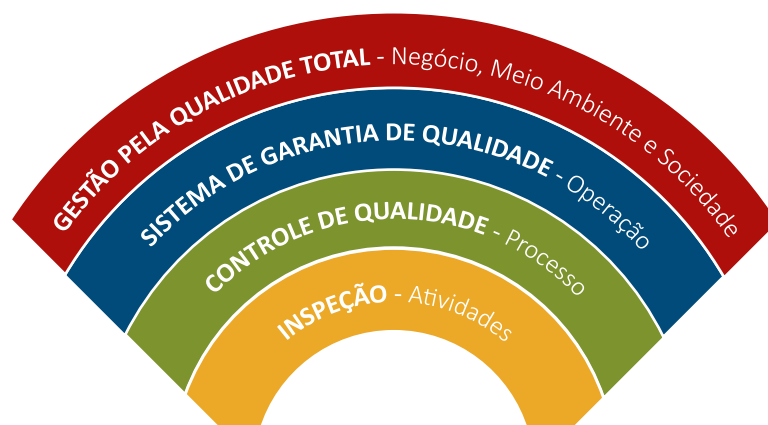 GESTÃO PELA QUALIDADE TOTAL - Negócio, Meio Ambiente e Sociedade
SISTEMA DE GARANTIA DE QUALIDADE - Operação
CONTROLE DE QUALIDADE - Processo
INSPEÇÃO - Atividades